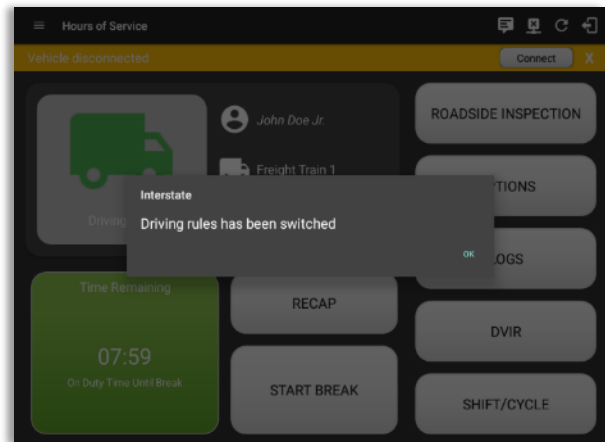 Hours of Service
Vehicle disconnected
Connect
X
John Doe Jr.
ROADSIDE INSPECTION
Freight Train 1
Interstate
Driving rules has been switched
OK
Driving
Time Remaining
07:59
On Duty Time Until Break
RECAP
DVIR
START BREAK
SHIFT/CYCLE